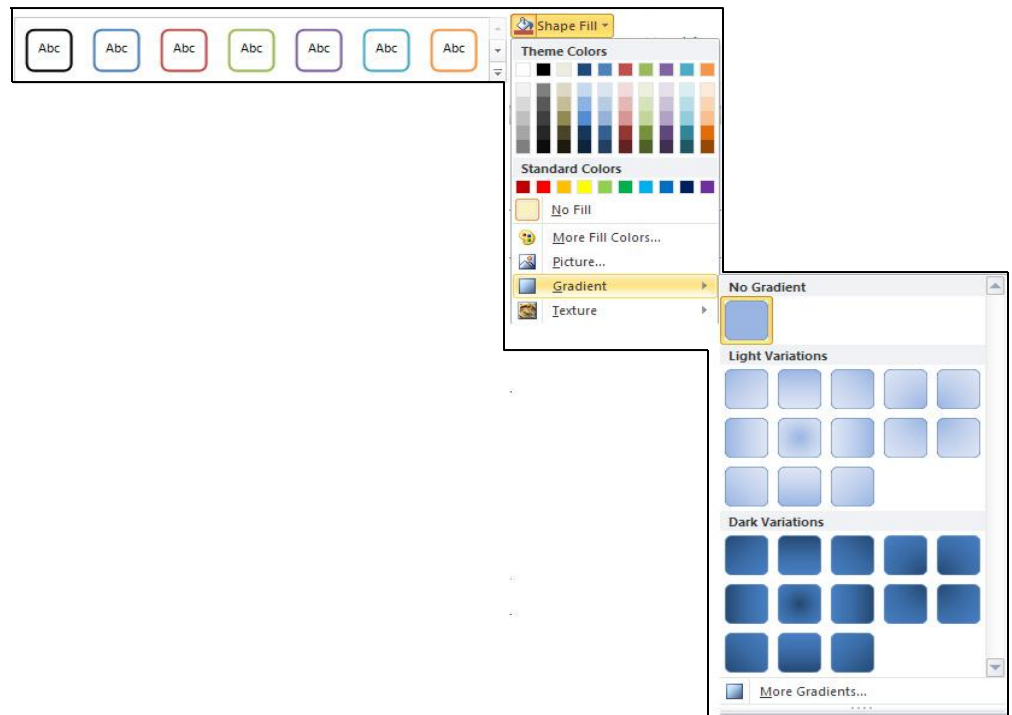 Abc Abc Abc Abc Abc Abc Abc
Shape Fill
Theme Colors
Standard Colors
No Fill
More Fill Colors...
Picture...
Gradient
Texture
No Gradient
Light Variations
Dark Variations
More Gradients...